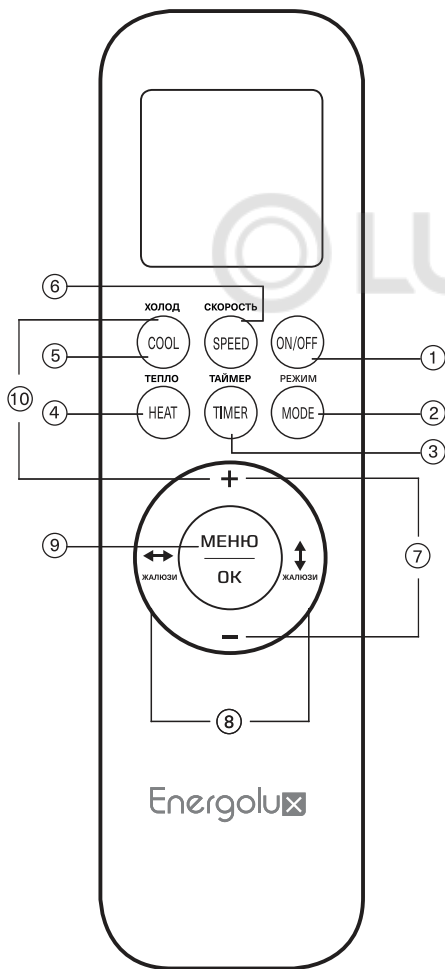 LU
6
ХОЛОД СКОРОСТЬ
COOL SPEED ON/OFF
5 1
10
ТЕПЛО ТАЙМЕР РЕЖИМ
4 HEAT TIMER MODE 2
3
+
9 МЕНЮ 7
ЖАЛЮЗИ OK ЖАЛЮЗИ
−
8
Energolux